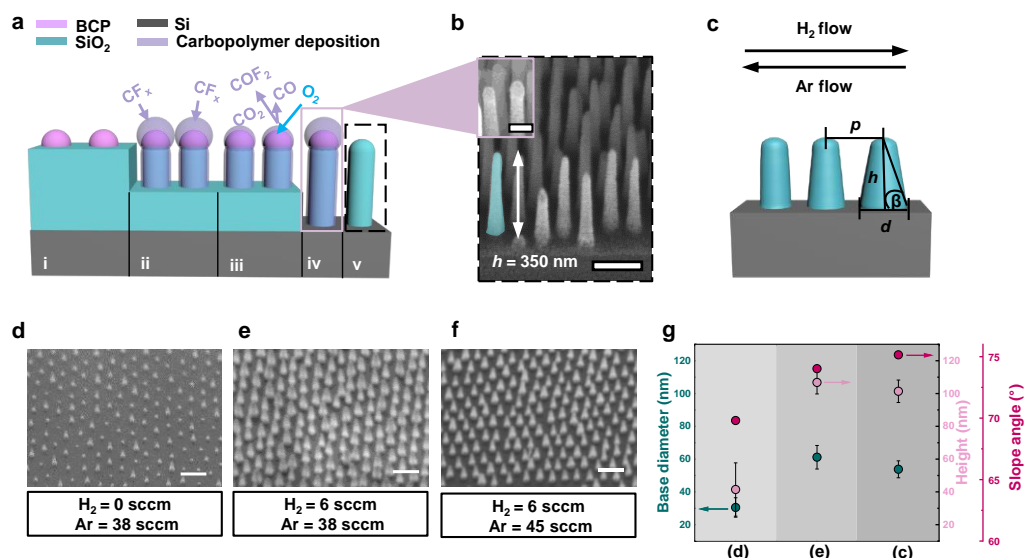 a
BCP
SiO2
Si
Carbopolymer deposition
CFx
CFx
COF2
CO
CO2
O2
i
ii
iii
iv
v
b
h = 350 nm
c
H2 flow
Ar flow
p
h
β
d
d
H2 = 0 sccm
Ar = 38 sccm
e
H2 = 6 sccm
Ar = 38 sccm
f
H2 = 6 sccm
Ar = 45 sccm
g
Base diameter (nm)
120
100
80
60
40
20
(d)
(e)
(c)
120
100
80
60
40
20
Height (nm)
75
70
65
60
Slope angle (°)